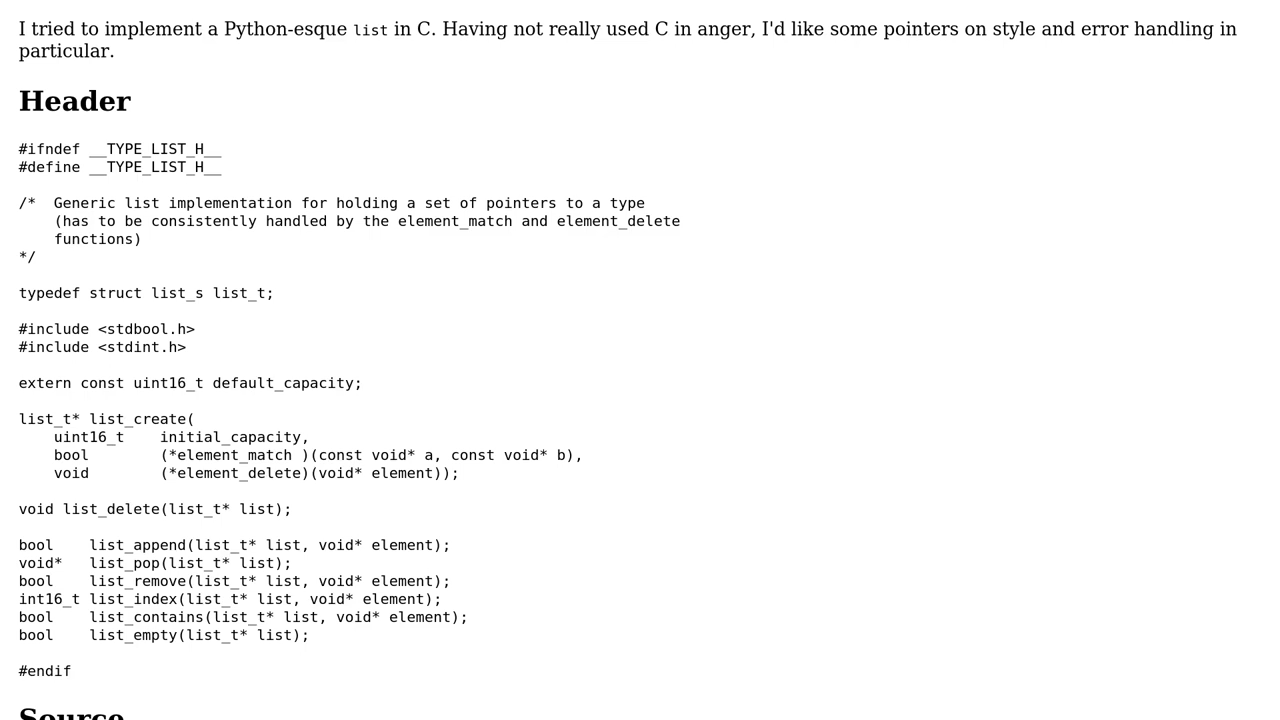 I tried to implement a Python-esque list in C. Having not really used C in anger, I'd like some pointers on style and error handling in
particular.
Header
#ifndef __TYPE_LIST_H__
#define __TYPE_LIST_H__
/*  Generic list implementation for holding a set of pointers to a type
    (has to be consistently handled by the element_match and element_delete
    functions)
*/
typedef struct list_s list_t;
#include <stdbool.h>
#include <stdint.h>
extern const uint16_t default_capacity;
list_t* list_create(
    uint16_t    initial_capacity,
    bool        (*element_match )(const void* a, const void* b),
    void        (*element_delete)(void* element));
void list_delete(list_t* list);
bool    list_append(list_t* list, void* element);
void*   list_pop(list_t* list);
bool    list_remove(list_t* list, void* element);
int16_t list_index(list_t* list, void* element);
bool    list_contains(list_t* list, void* element);
bool    list_empty(list_t* list);
#endif
Source